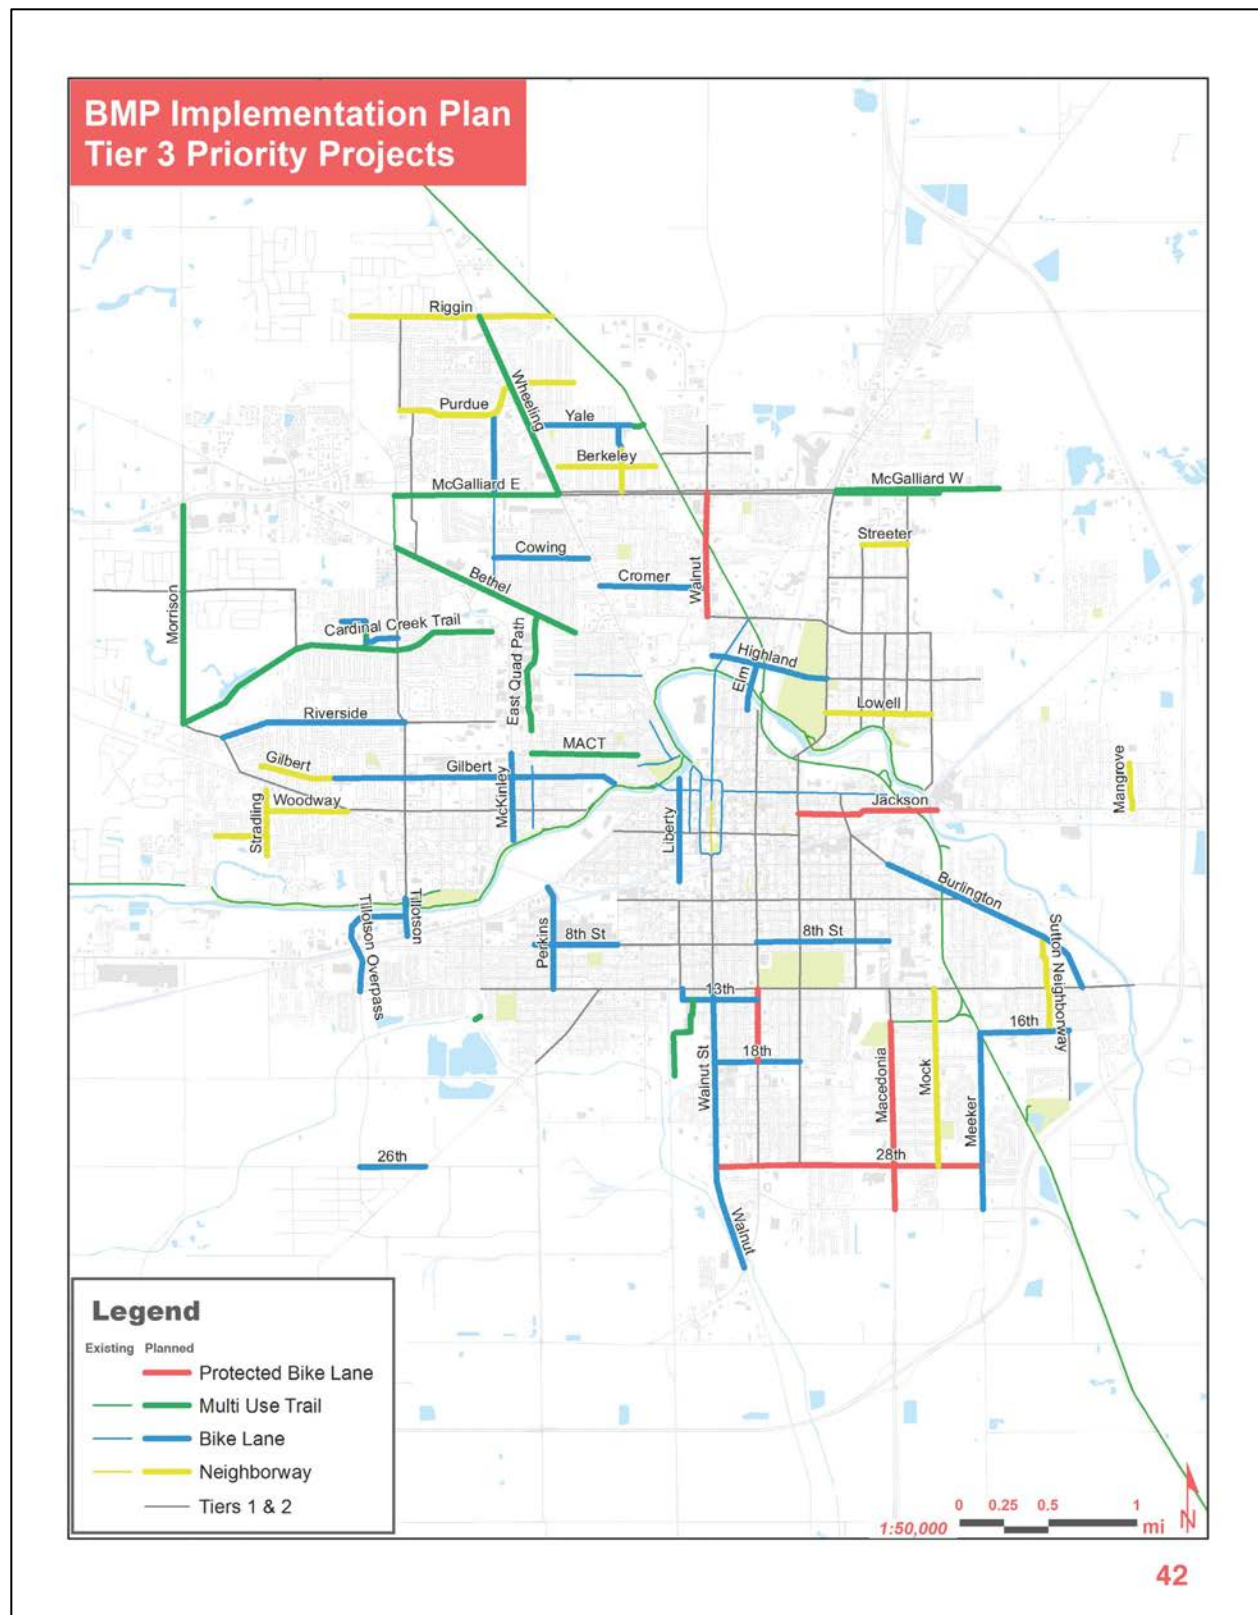 BMP Implementation Plan
Tier 3 Priority Projects
Riggin
Wheeling
Purdue
Yale
Berkeley
McGalliard E
McGalliard W
Streeter
Cowing
Bethel
Cromer
Walnut
Morrison
Cardinal Creek Trail
East Quad Path
Highland
Elm
Lowell
Riverside
MACT
Gilbert
Gilbert
Mangrove
Stradling
Woodway
McKinley
Liberty
Jackson
Burlington
Tillotson
Tillotson Overpass
Perkins
8th St
8th St
Sutton Neighborway
13th
16th
18th
Walnut St
Macedonia
Mock
Meeker
28th
26th
Walnut
Legend
Existing Planned
Protected Bike Lane
Multi Use Trail
Bike Lane
Neighborway
Tiers 1 & 2
0 0.25 0.5 1
1:50,000 mi N
42